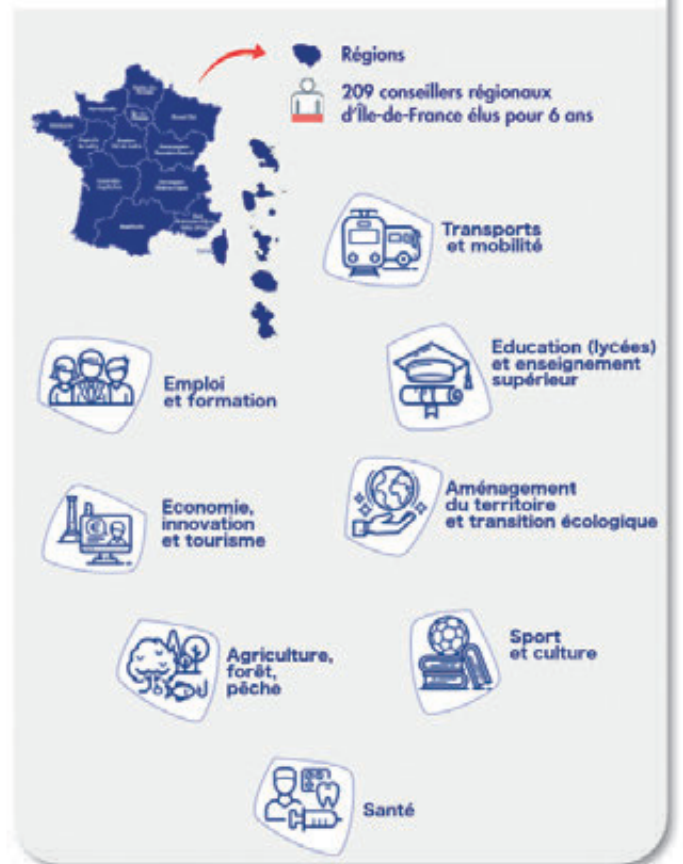 Régions
209 conseillers régionaux
d'Île-de-France élus pour 6 ans
Transports
et mobilité
Education (lycées)
et enseignement
supérieur
Emploi
et formation
Aménagement
du territoire
et transition écologique
Economie,
innovation
et tourisme
Sport
et culture
Agriculture,
forêt,
pêche
Santé